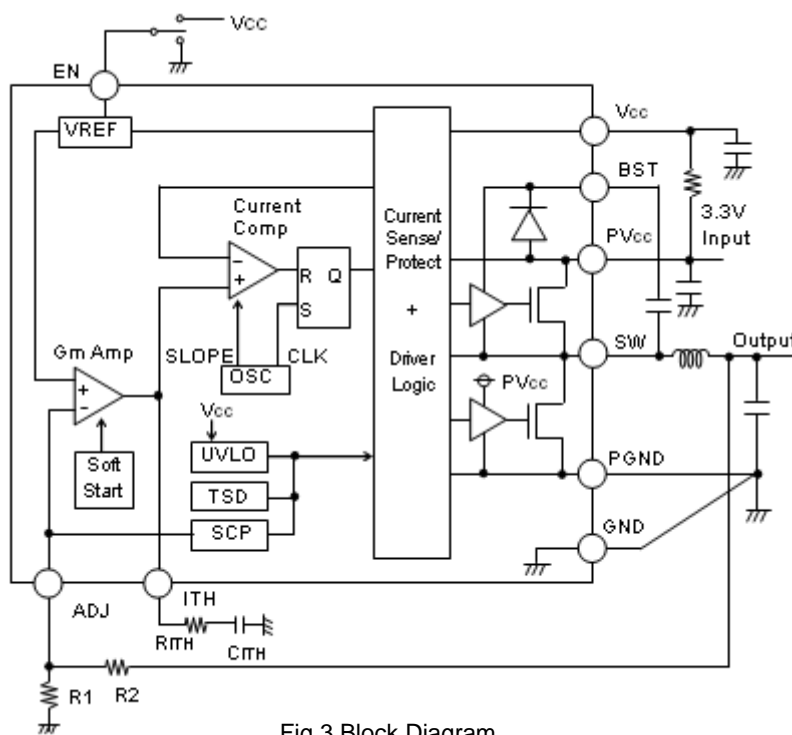 VCC
EN
VREF
VCC
BST
Current
Comp
Current
Sense/
Protect
+
Driver
Logic
3.3V
Input
PVCC
R Q
S
Gm Amp
SLOPE
CLK
OSC
SW
Output
PVCC
VCC
UVLO
Soft
Start
TSD
SCP
PGND
GND
ADJ
ITH
RITH
CITH
R1
R2
Fig.3 Block Diagram